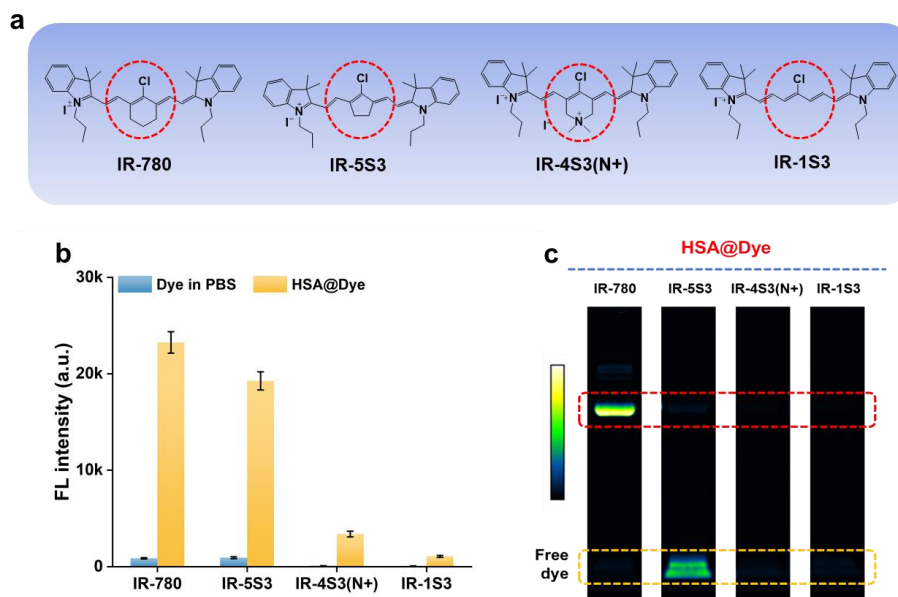 a
Cl
N
+
I-
N
IR-780
Cl
N
+
I-
N
IR-5S3
Cl
N
+
I-
N
N
+
I-
IR-4S3(N+)
Cl
N
+
I-
N
IR-1S3
b
Dye in PBS
HSA@Dye
FL intensity (a.u.)
30k
20k
10k
0
IR-780
IR-5S3
IR-4S3(N+)
IR-1S3
c
HSA@Dye
IR-780
IR-5S3
IR-4S3(N+)
IR-1S3
Free
dye